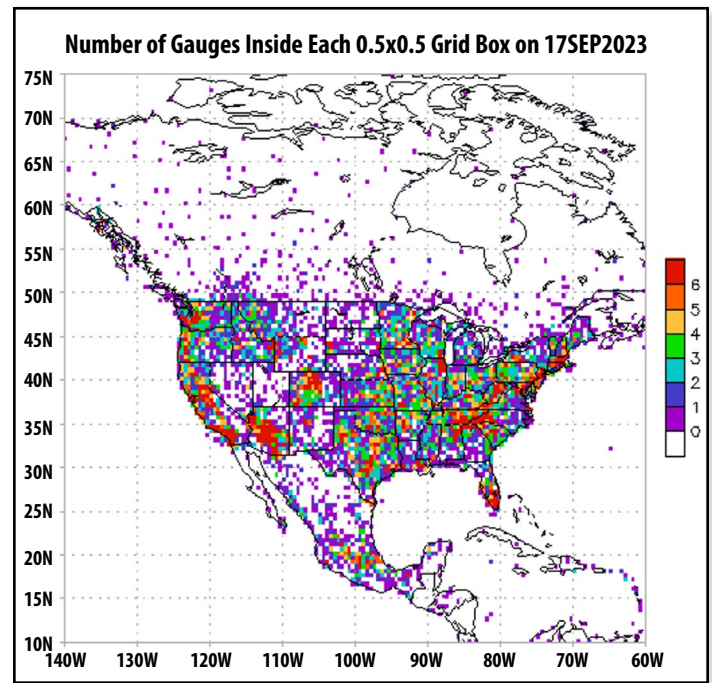 Number of Gauges Inside Each 0.5x0.5 Grid Box on 17SEP2023
75N
70N
65N
60N
55N
50N
45N
40N
35N
30N
25N
20N
15N
10N
6
5
4
3
2
1
0
140W 130W 120W 110W 100W 90W 80W 70W 60W